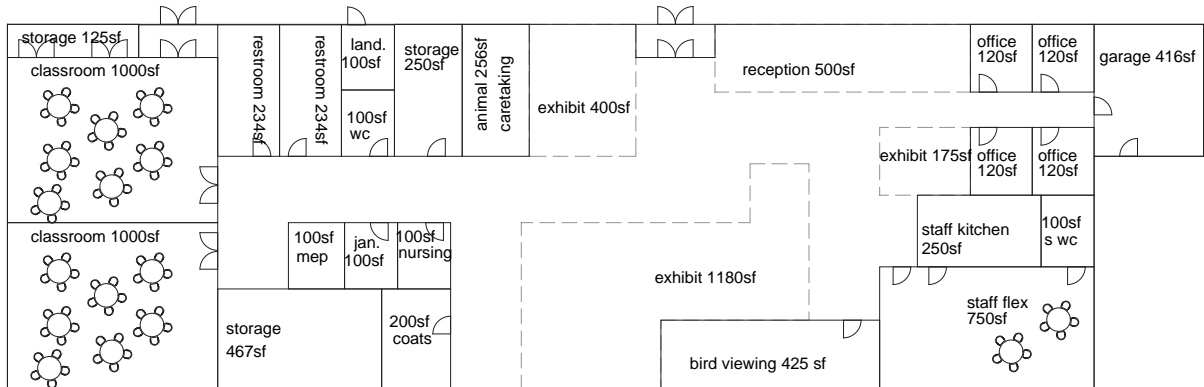 storage 125sf
classroom 1000sf
restroom 234sf
restroom 234sf
land.
100sf
100sf
wc
storage
250sf
animal 256sf
caretaking
exhibit 400sf
reception 500sf
office
120sf
office
120sf
garage 416sf
exhibit 175sf
office
120sf
office
120sf
classroom 1000sf
100sf
mep
jan.
100sf
100sf
nursing
staff kitchen
250sf
100sf
s wc
exhibit 1180sf
storage
467sf
200sf
coats
staff flex
750sf
bird viewing 425 sf